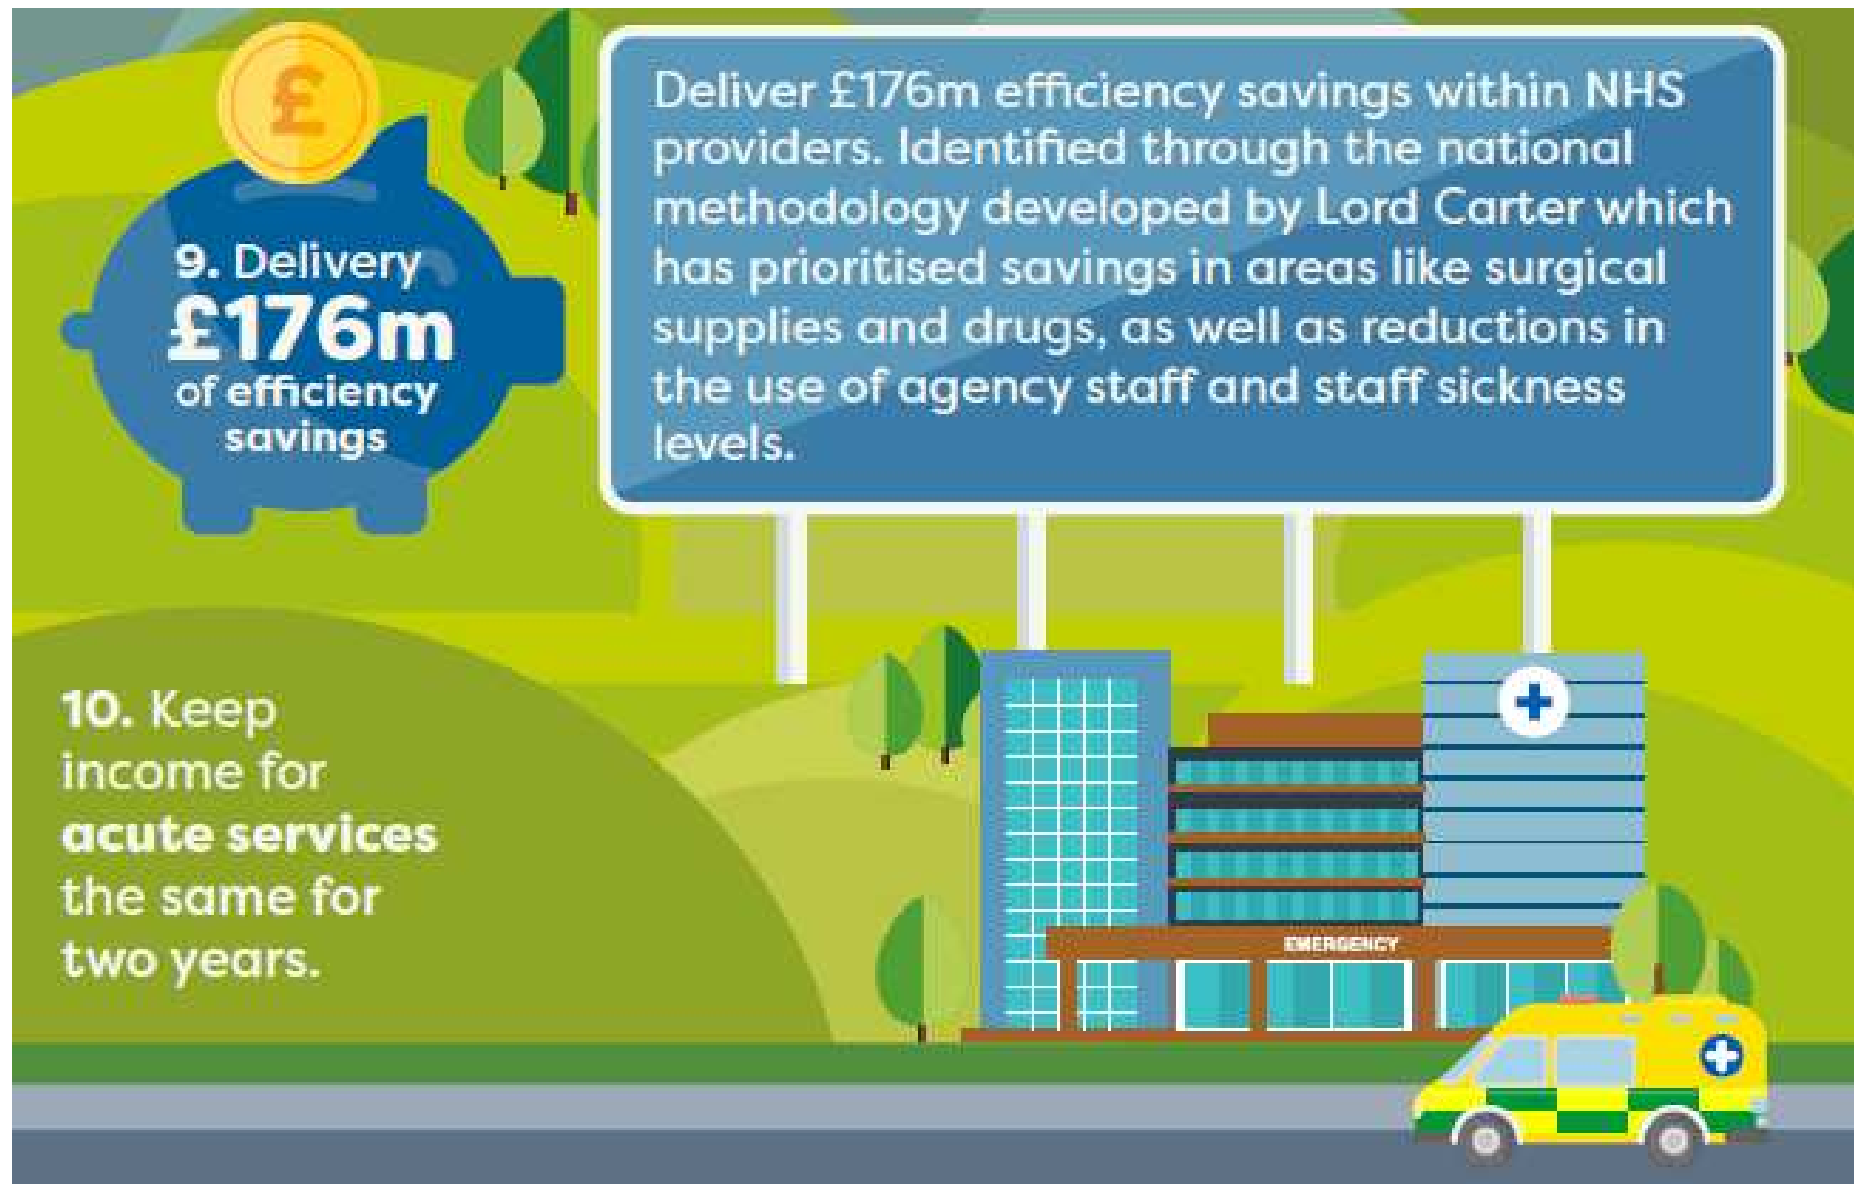 £
9. Delivery
£176m
of efficiency
savings
Deliver £176m efficiency savings within NHS
providers. Identified through the national
methodology developed by Lord Carter which
has prioritised savings in areas like surgical
supplies and drugs, as well as reductions in
the use of agency staff and staff sickness
levels.
10. Keep
income for
acute services
the same for
two years.
EMERGENCY